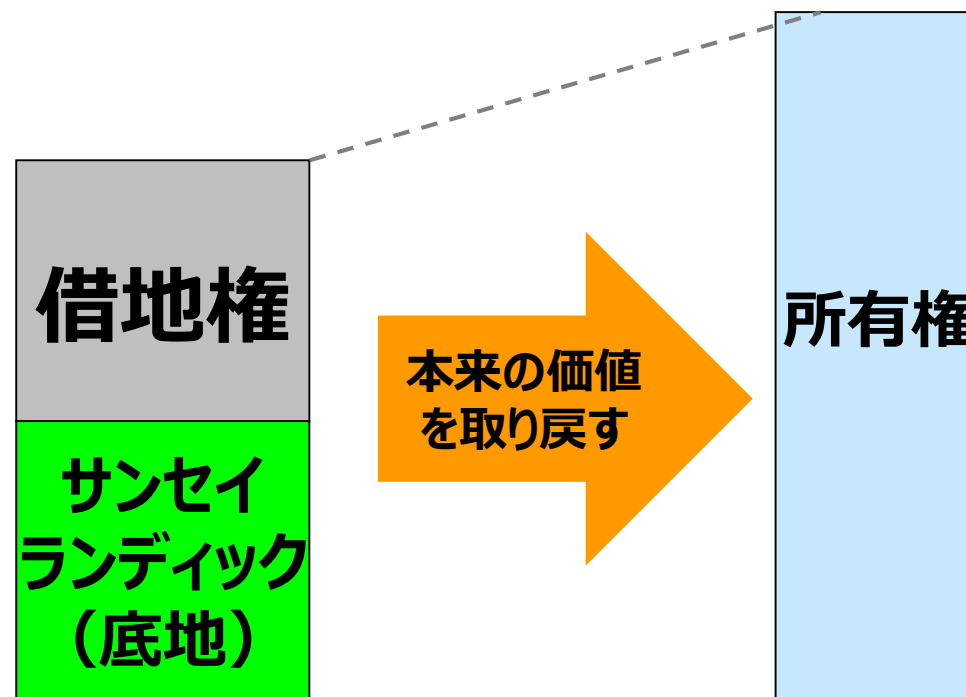 借地権
サンセイ
ランディック
（底地）
本来の価値
を取り戻す
所有権